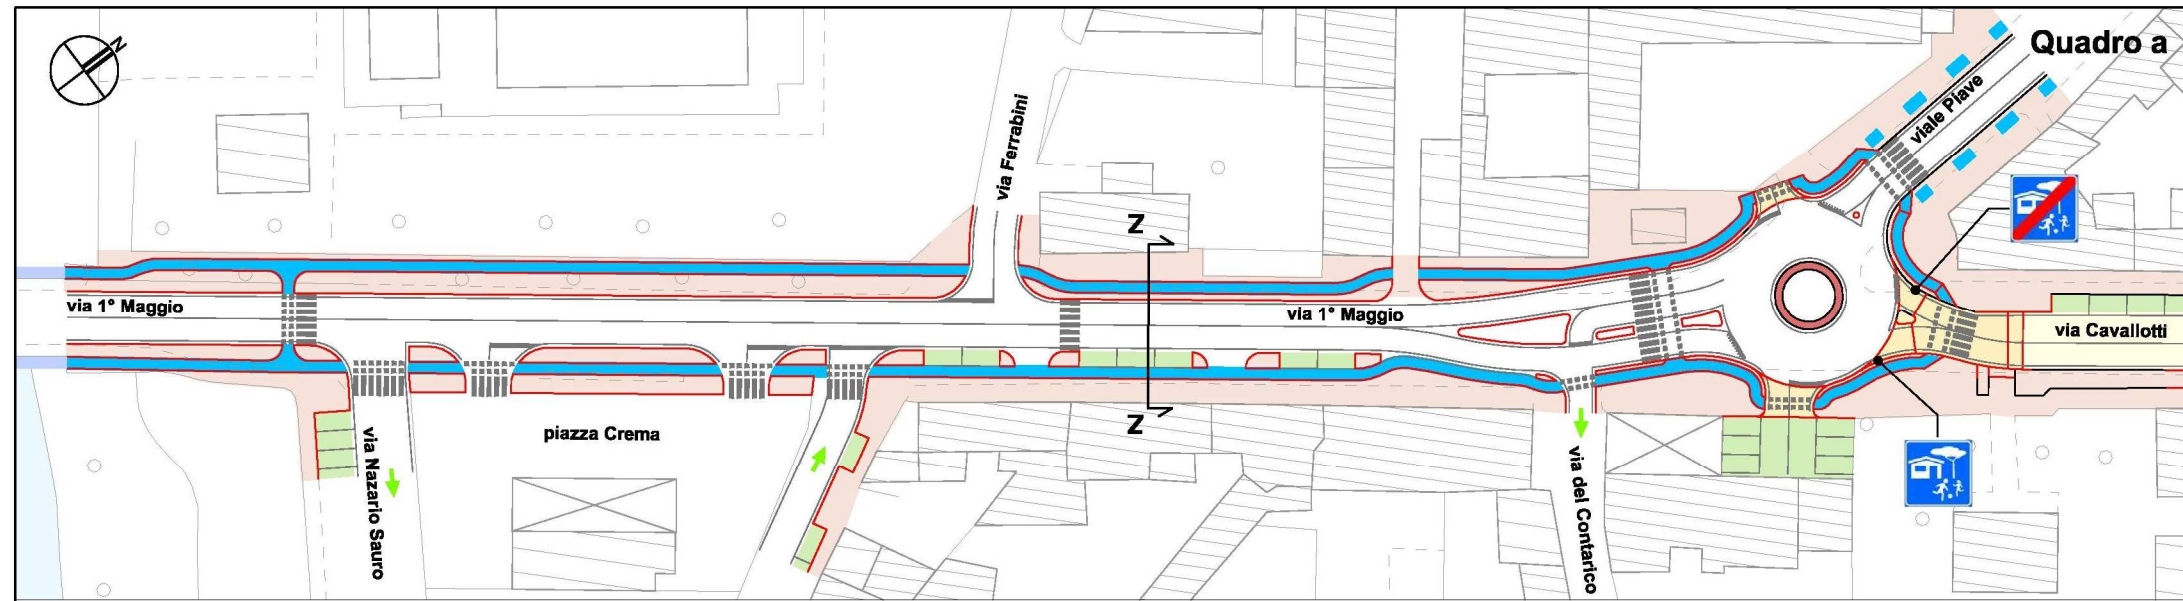 N
Quadro a
viale Piave
via Ferrabini
Z
via 1° Maggio
via 1° Maggio
via Cavallotti
Z
via Nazario Sauro
piazza Crema
via del Contarico